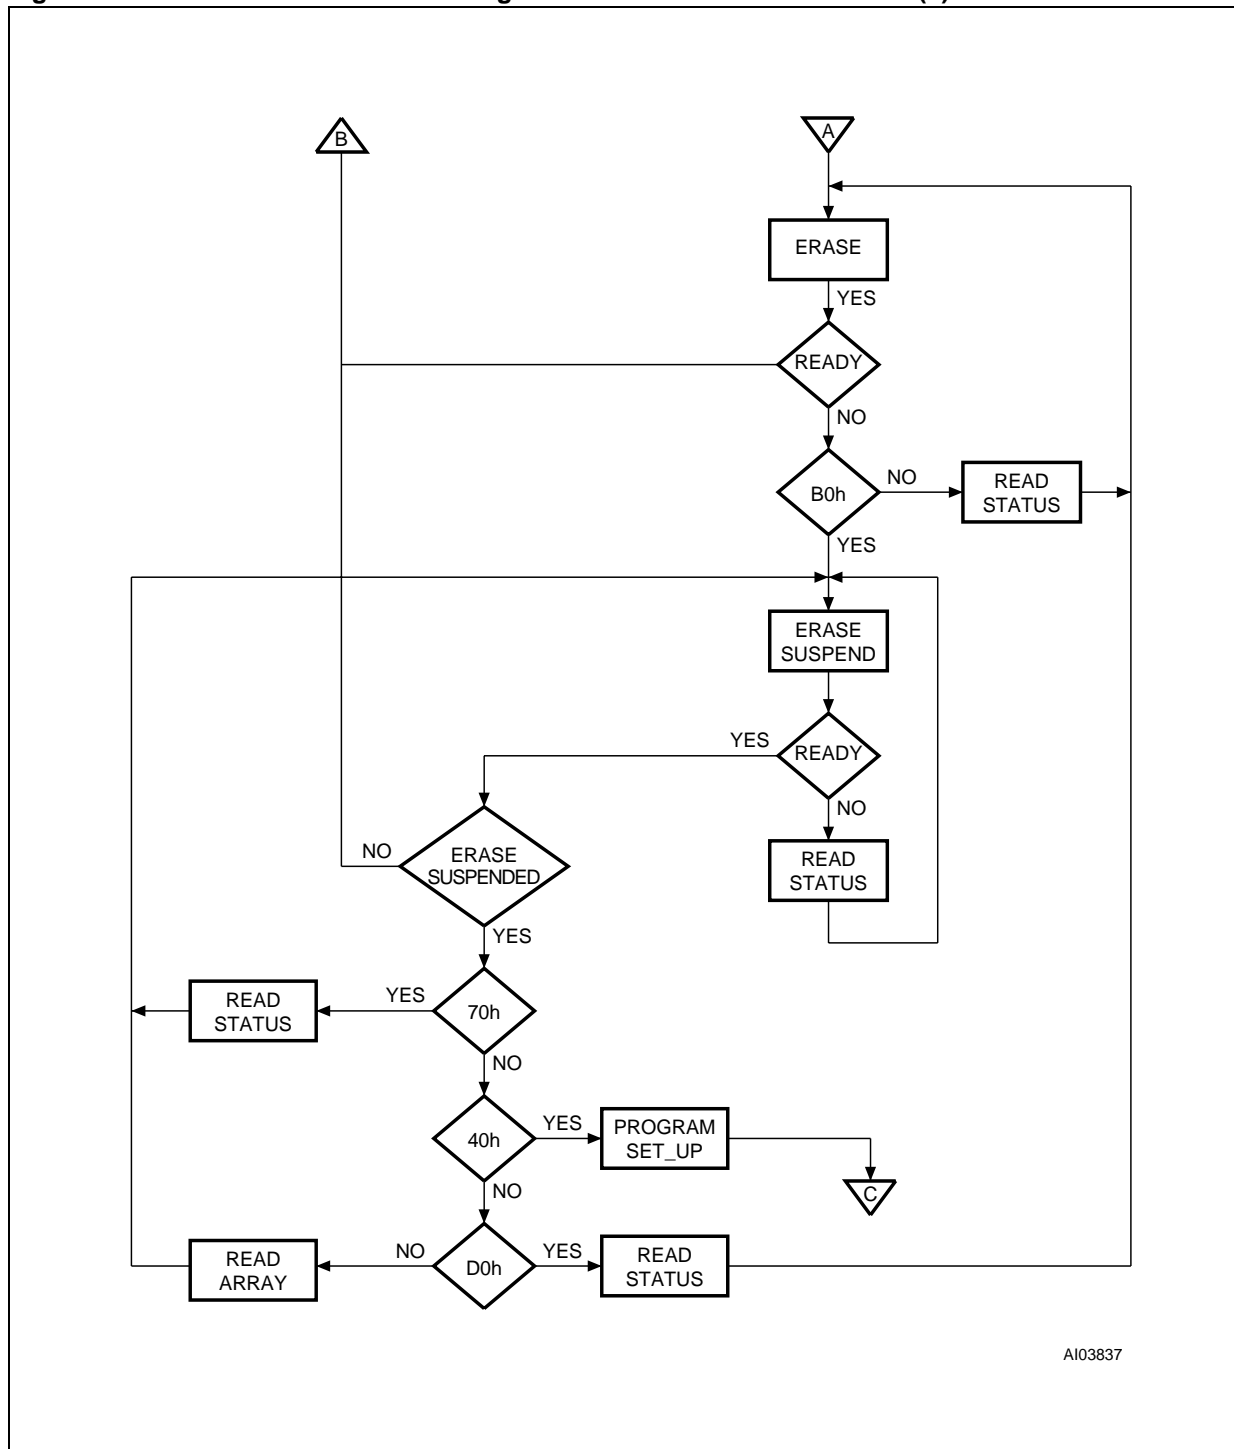 B
A
ERASE
YES
READY
NO
B0h
NO
READ
STATUS
YES
ERASE
SUSPEND
YES
READY
NO
NO
ERASE
SUSPENDED
READ
STATUS
YES
READ
STATUS
YES
70h
NO
40h
YES
PROGRAM
SET_UP
C
NO
READ
ARRAY
NO
D0h
YES
READ
STATUS
AI03837